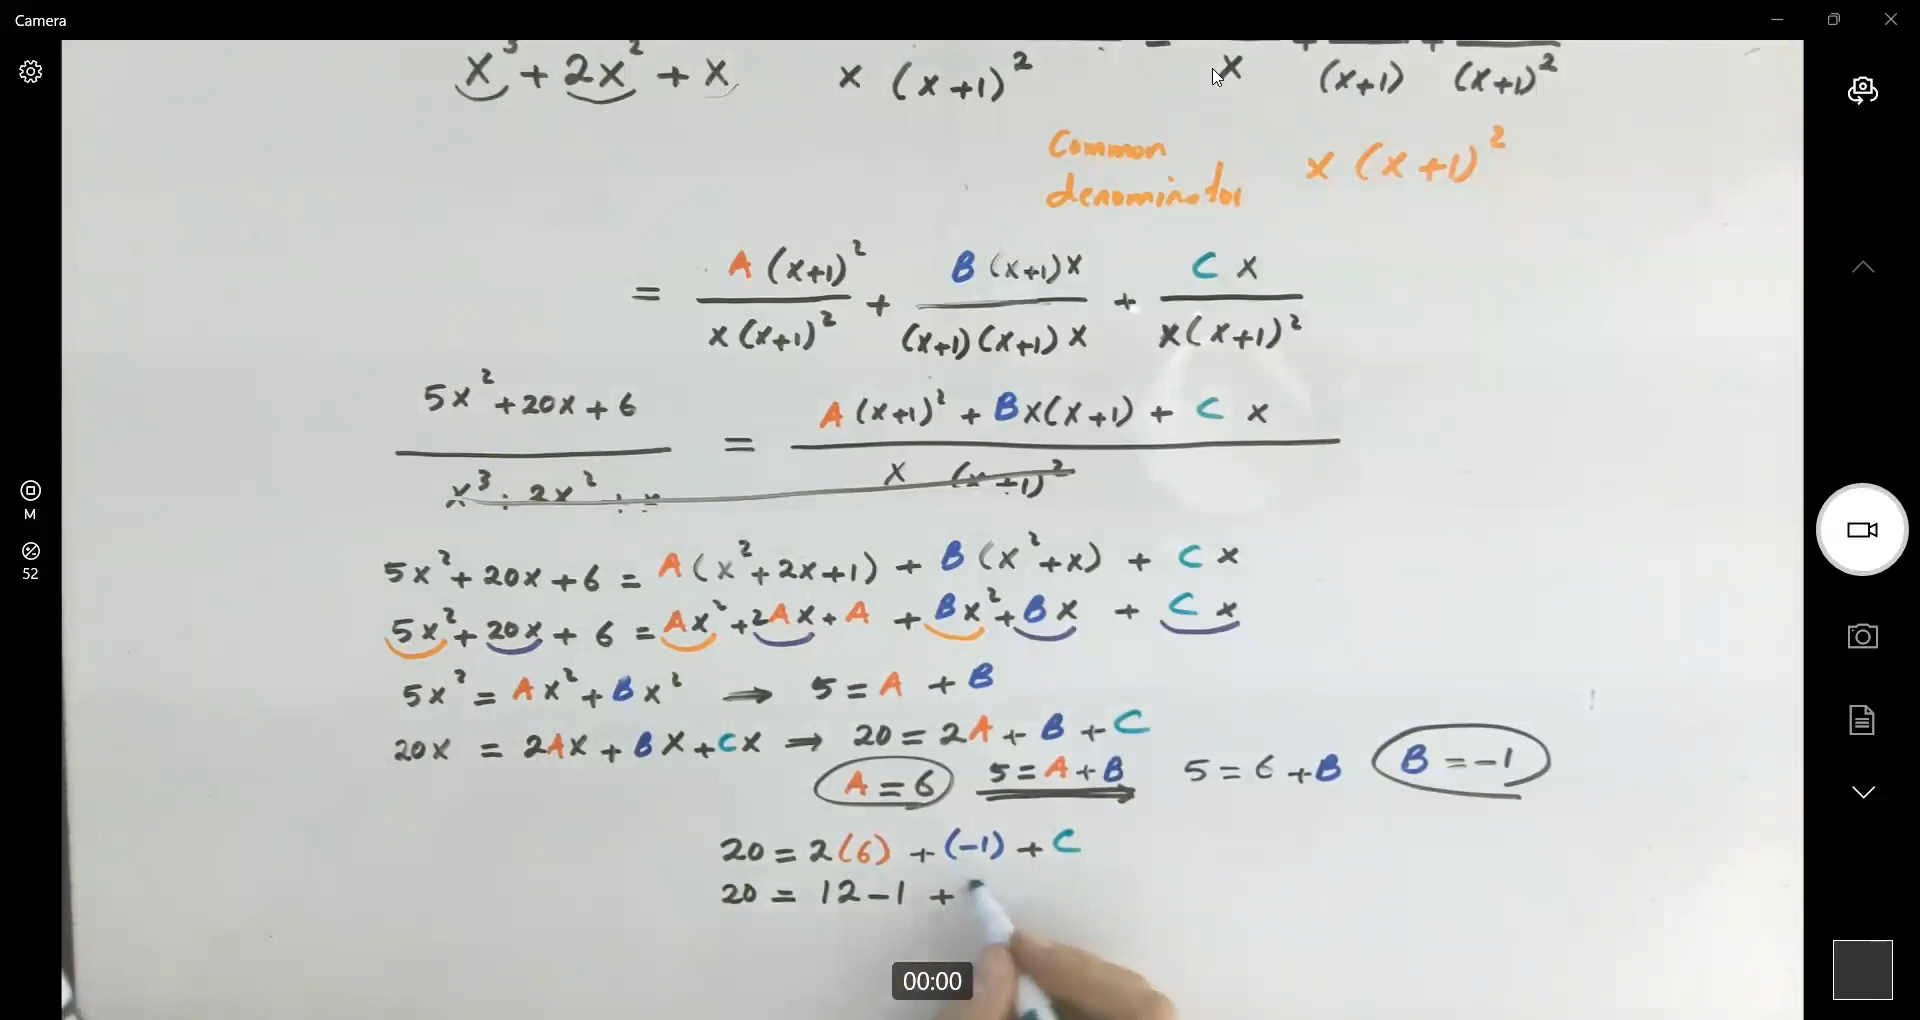 Camera
x³ + 2x² + x    x (x+1)²    =    x    +    (x+1)    +    (x+1)²
Common denominator    x (x+1)²
= A (x+1)² / x(x+1)² + B (x+1)x / (x+1)(x+1)x + C x / x(x+1)²
5x² + 20x + 6 / x³ + 2x² + x = A (x+1)² + Bx(x+1) + C x / x (x+1)²
5x² + 20x + 6 = A(x² + 2x + 1) + B(x² + x) + C x
5x² + 20x + 6 = Ax² + 2Ax + A + Bx² + Bx + C x
5x² = Ax² + Bx² → 5 = A + B
20x = 2Ax + Bx + Cx ⇒ 20 = 2A + B + C
A = 6    5 = A + B    5 = 6 + B    B = -1
20 = 2(6) + (-1) + C
20 = 12 - 1 +
M
52
00:00